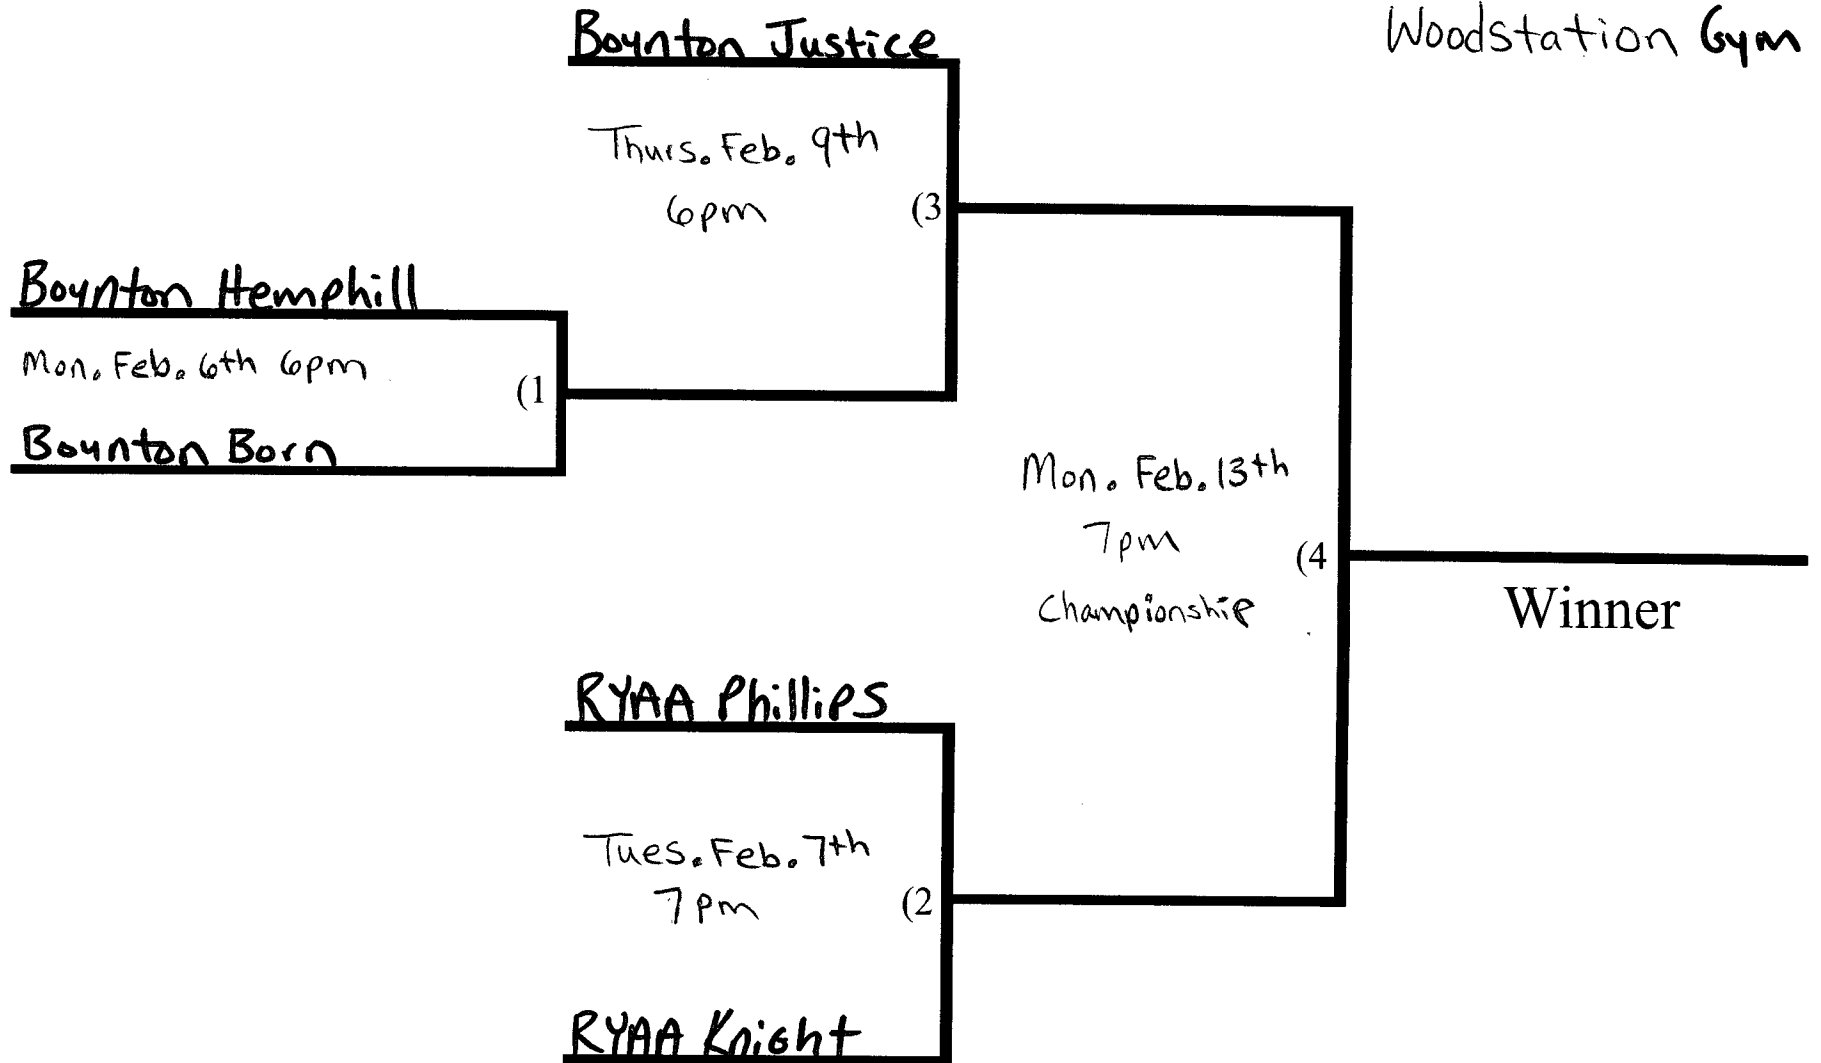 Boynton Justice
Woodstation Gym
Thurs. Feb. 9th
6pm
(3
Boynton Hemphill
Mon. Feb. 6th 6pm
(1
Boynton Born
Mon. Feb. 13th
7pm
(4
Championship
Winner
RYAA Phillips
Tues. Feb. 7th
7pm
(2
RYAA Knight